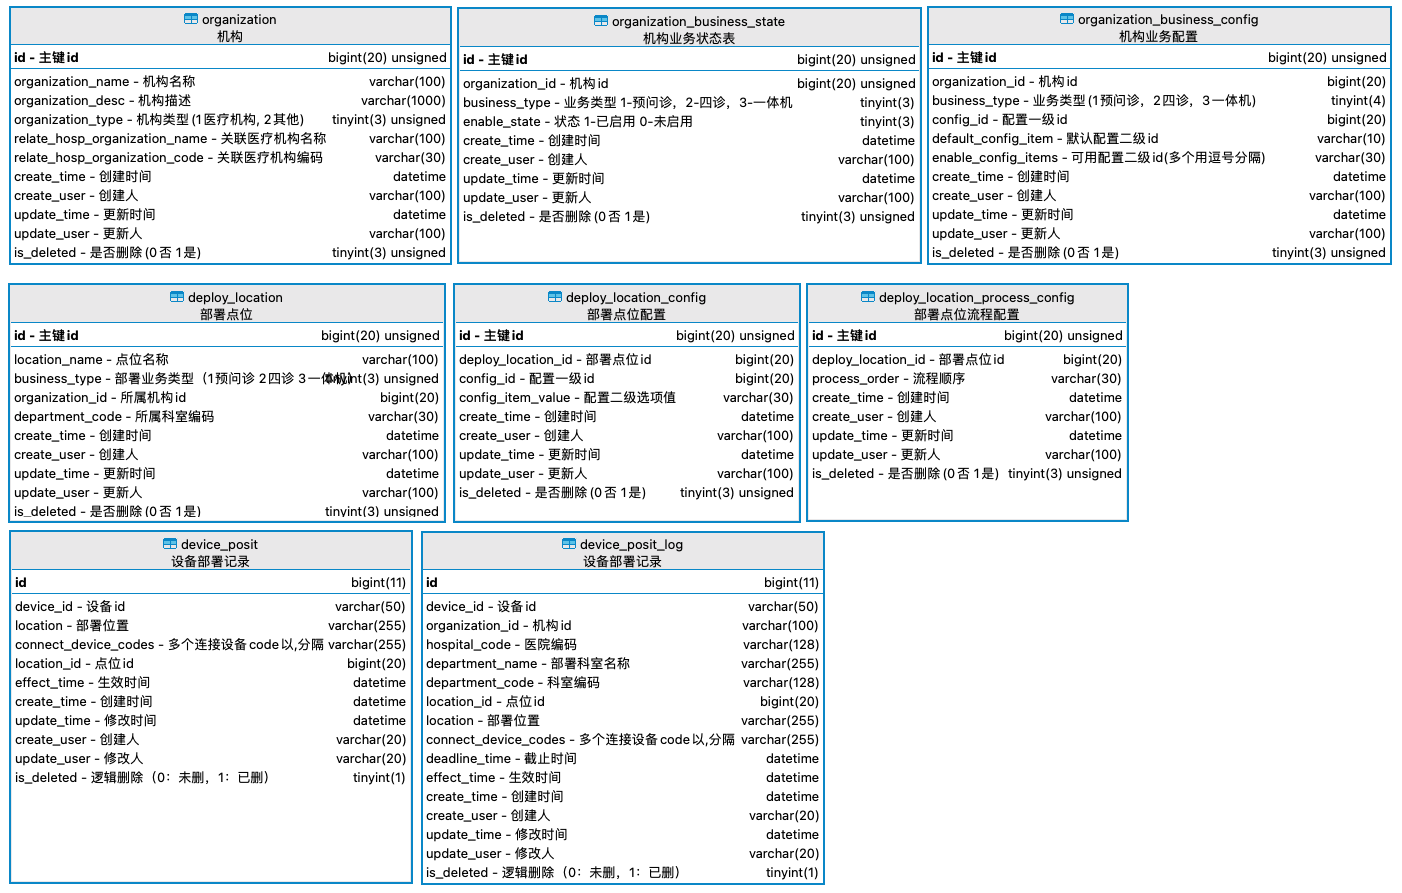 organization
机构
id - 主键id bigint(20) unsigned
organization_name - 机构名称 varchar(100)
organization_desc - 机构描述 varchar(1000)
organization_type - 机构类型(1医疗机构, 2其他) tinyint(3) unsigned
relate_hosp_organization_name - 关联医疗机构名称 varchar(100)
relate_hosp_organization_code - 关联医疗机构编码 varchar(30)
create_time - 创建时间 datetime
create_user - 创建人 varchar(100)
update_time - 更新时间 datetime
update_user - 更新人 varchar(100)
is_deleted - 是否删除(0否 1是) tinyint(3) unsigned
organization_business_state
机构业务状态表
id - 主键id bigint(20) unsigned
organization_id - 机构id bigint(20) unsigned
business_type - 业务类型 1-预问诊，2-四诊，3-一体机 tinyint(3)
enable_state - 状态 1-已启用 0-未启用 tinyint(3)
create_time - 创建时间 datetime
create_user - 创建人 varchar(100)
update_time - 更新时间 datetime
update_user - 更新人 varchar(100)
is_deleted - 是否删除(0否 1是) tinyint(3) unsigned
organization_business_config
机构业务配置
id - 主键id bigint(20) unsigned
organization_id - 机构id bigint(20)
business_type - 业务类型(1预问诊，2四诊，3一体机) tinyint(4)
config_id - 配置一级id bigint(20)
default_config_item - 默认配置二级id varchar(10)
enable_config_items - 可用配置二级id(多个用逗号分隔) varchar(30)
create_time - 创建时间 datetime
create_user - 创建人 varchar(100)
update_time - 更新时间 datetime
update_user - 更新人 varchar(100)
is_deleted - 是否删除(0否 1是) tinyint(3) unsigned
deploy_location
部署点位
id - 主键id bigint(20) unsigned
location_name - 点位名称 varchar(100)
business_type - 部署业务类型（1预问诊 2四诊 3一体机） tinyint(3) unsigned
organization_id - 所属机构id bigint(20)
department_code - 所属科室编码 varchar(30)
create_time - 创建时间 datetime
create_user - 创建人 varchar(100)
update_time - 更新时间 datetime
update_user - 更新人 varchar(100)
is_deleted - 是否删除(0否 1是) tinyint(3) unsigned
deploy_location_config
部署点位配置
id - 主键id bigint(20) unsigned
deploy_location_id - 部署点位id bigint(20)
config_id - 配置一级id bigint(20)
config_item_value - 配置二级选项值 varchar(30)
create_time - 创建时间 datetime
create_user - 创建人 varchar(100)
update_time - 更新时间 datetime
update_user - 更新人 varchar(100)
is_deleted - 是否删除(0否 1是) tinyint(3) unsigned
deploy_location_process_config
部署点位流程配置
id - 主键id bigint(20) unsigned
deploy_location_id - 部署点位id bigint(20)
process_order - 流程顺序 varchar(30)
create_time - 创建时间 datetime
create_user - 创建人 varchar(100)
update_time - 更新时间 datetime
update_user - 更新人 varchar(100)
is_deleted - 是否删除(0否 1是) tinyint(3) unsigned
device_posit
设备部署记录
id bigint(11)
device_id - 设备id varchar(50)
location - 部署位置 varchar(255)
connect_device_codes - 多个连接设备code以,分隔 varchar(255)
location_id - 点位id bigint(20)
effect_time - 生效时间 datetime
create_time - 创建时间 datetime
update_time - 修改时间 datetime
create_user - 创建人 varchar(20)
update_user - 修改人 varchar(20)
is_deleted - 逻辑删除（0：未删，1：已删） tinyint(1)
device_posit_log
设备部署记录
id bigint(11)
device_id - 设备id varchar(50)
organization_id - 机构id varchar(100)
hospital_code - 医院编码 varchar(128)
department_name - 部署科室名称 varchar(255)
department_code - 科室编码 varchar(128)
location_id - 点位id bigint(20)
location - 部署位置 varchar(255)
connect_device_codes - 多个连接设备code以,分隔 varchar(255)
deadline_time - 截止时间 datetime
effect_time - 生效时间 datetime
create_time - 创建时间 datetime
create_user - 创建人 varchar(20)
update_time - 修改时间 datetime
update_user - 修改人 varchar(20)
is_deleted - 逻辑删除（0：未删，1：已删） tinyint(1)